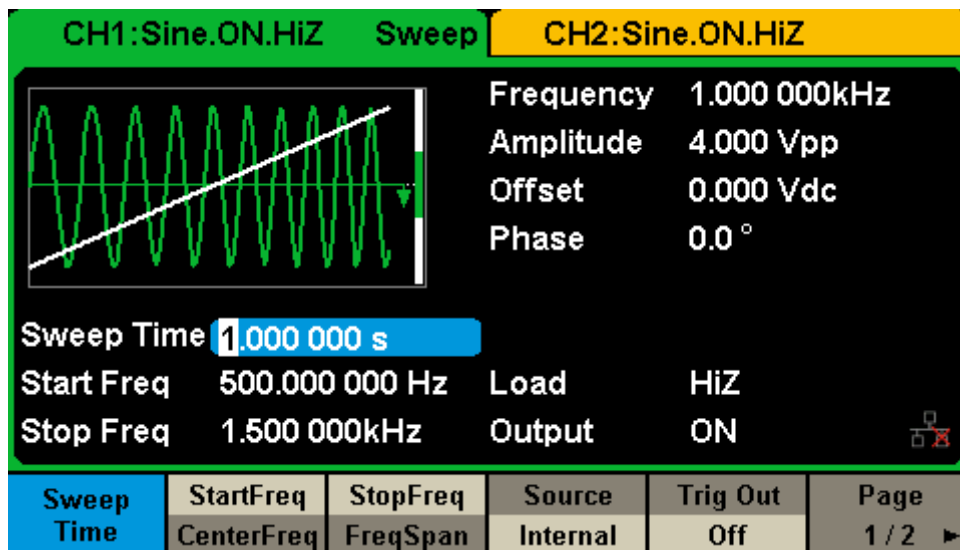 CH1:Sine.ON.HiZ Sweep CH2:Sine.ON.HiZ
Frequency 1.000 000kHz
Amplitude 4.000 Vpp
Offset 0.000 Vdc
Phase 0.0 °
Sweep Time 1.000 000 s
Start Freq 500.000 000 Hz Load HiZ
Stop Freq 1.500 000kHz Output ON
Sweep StartFreq StopFreq Source Trig Out Page
Time CenterFreq FreqSpan Internal Off 1 / 2